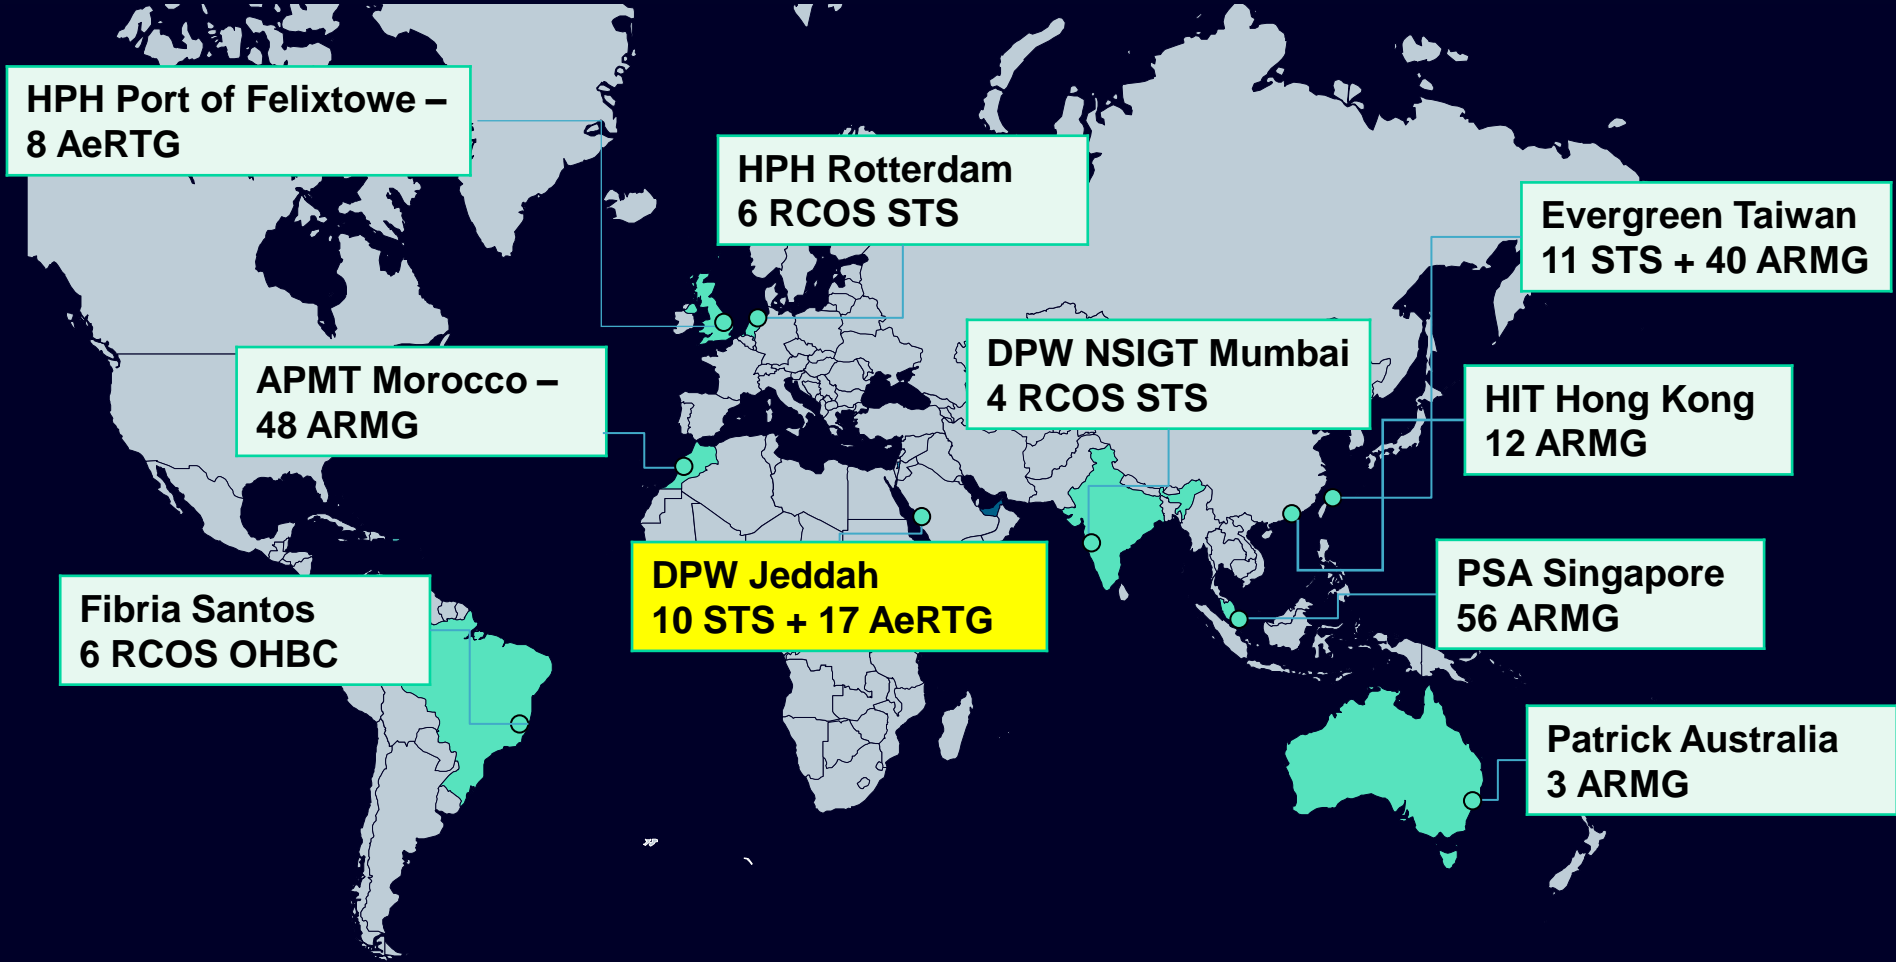 HPH Port of Felixtowe –
8 AeRTG
HPH Rotterdam
6 RCOS STS
Evergreen Taiwan
11 STS + 40 ARMG
APMT Morocco –
48 ARMG
DPW NSIGT Mumbai
4 RCOS STS
HIT Hong Kong
12 ARMG
Fibria Santos
6 RCOS OHBC
DPW Jeddah
10 STS + 17 AeRTG
PSA Singapore
56 ARMG
Patrick Australia
3 ARMG